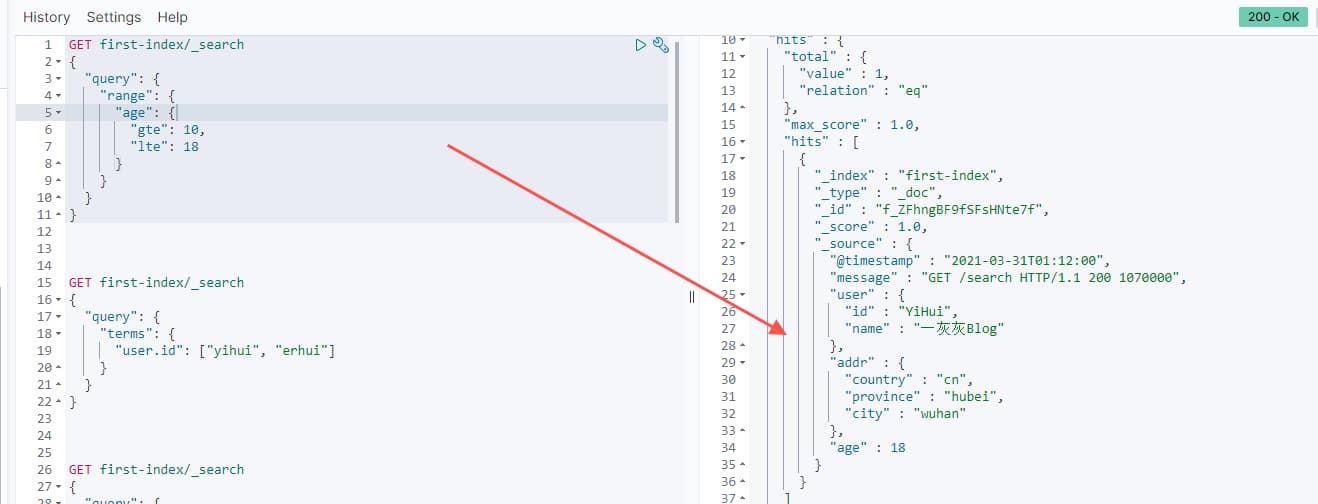 History Settings Help
200 - OK
1 GET first-index/_search
2 {
3 "query": {
4 "range": {
5 "age": {
6 "gte": 10,
7 "lte": 18
8 }
9 }
10 }
11 }
12
13
14
15 GET first-index/_search
16 {
17 "query": {
18 "terms": {
19 "user.id": ["yihui", "erhui"]
20 }
21 }
22 }
23
24
25
26 GET first-index/_search
27 {
28 "query": {
10 "hits" : {
11 "total" : {
12 "value" : 1,
13 "relation" : "eq"
14 },
15 "max_score" : 1.0,
16 "hits" : [
17 {
18 "_index" : "first-index",
19 "_type" : "_doc",
20 "_id" : "f_ZFhngBF9fSFsHNte7f",
21 "_score" : 1.0,
22 "_source" : {
23 "@timestamp" : "2021-03-31T01:12:00",
24 "message" : "GET /search HTTP/1.1 200 1070000",
25 "user" : {
26 "id" : "YiHui",
27 "name" : "一灰灰Blog"
28 },
29 "addr" : {
30 "country" : "cn",
31 "province" : "hubei",
32 "city" : "wuhan"
33 },
34 "age" : 18
35 }
36 }
37 ]